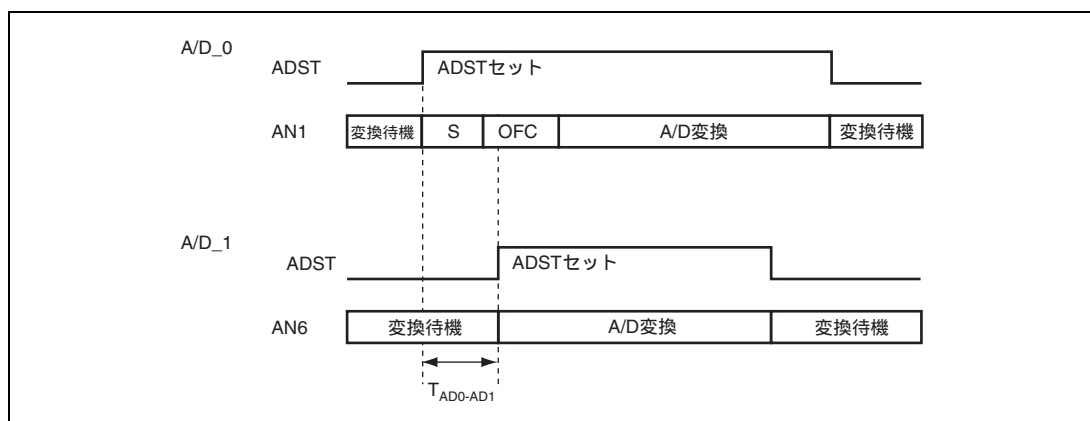 A/D_0
ADST
ADSTセット
AN1
変換待機
S
OFC
A/D変換
変換待機
A/D_1
ADST
ADSTセット
AN6
変換待機
A/D変換
変換待機
TAD0-AD1